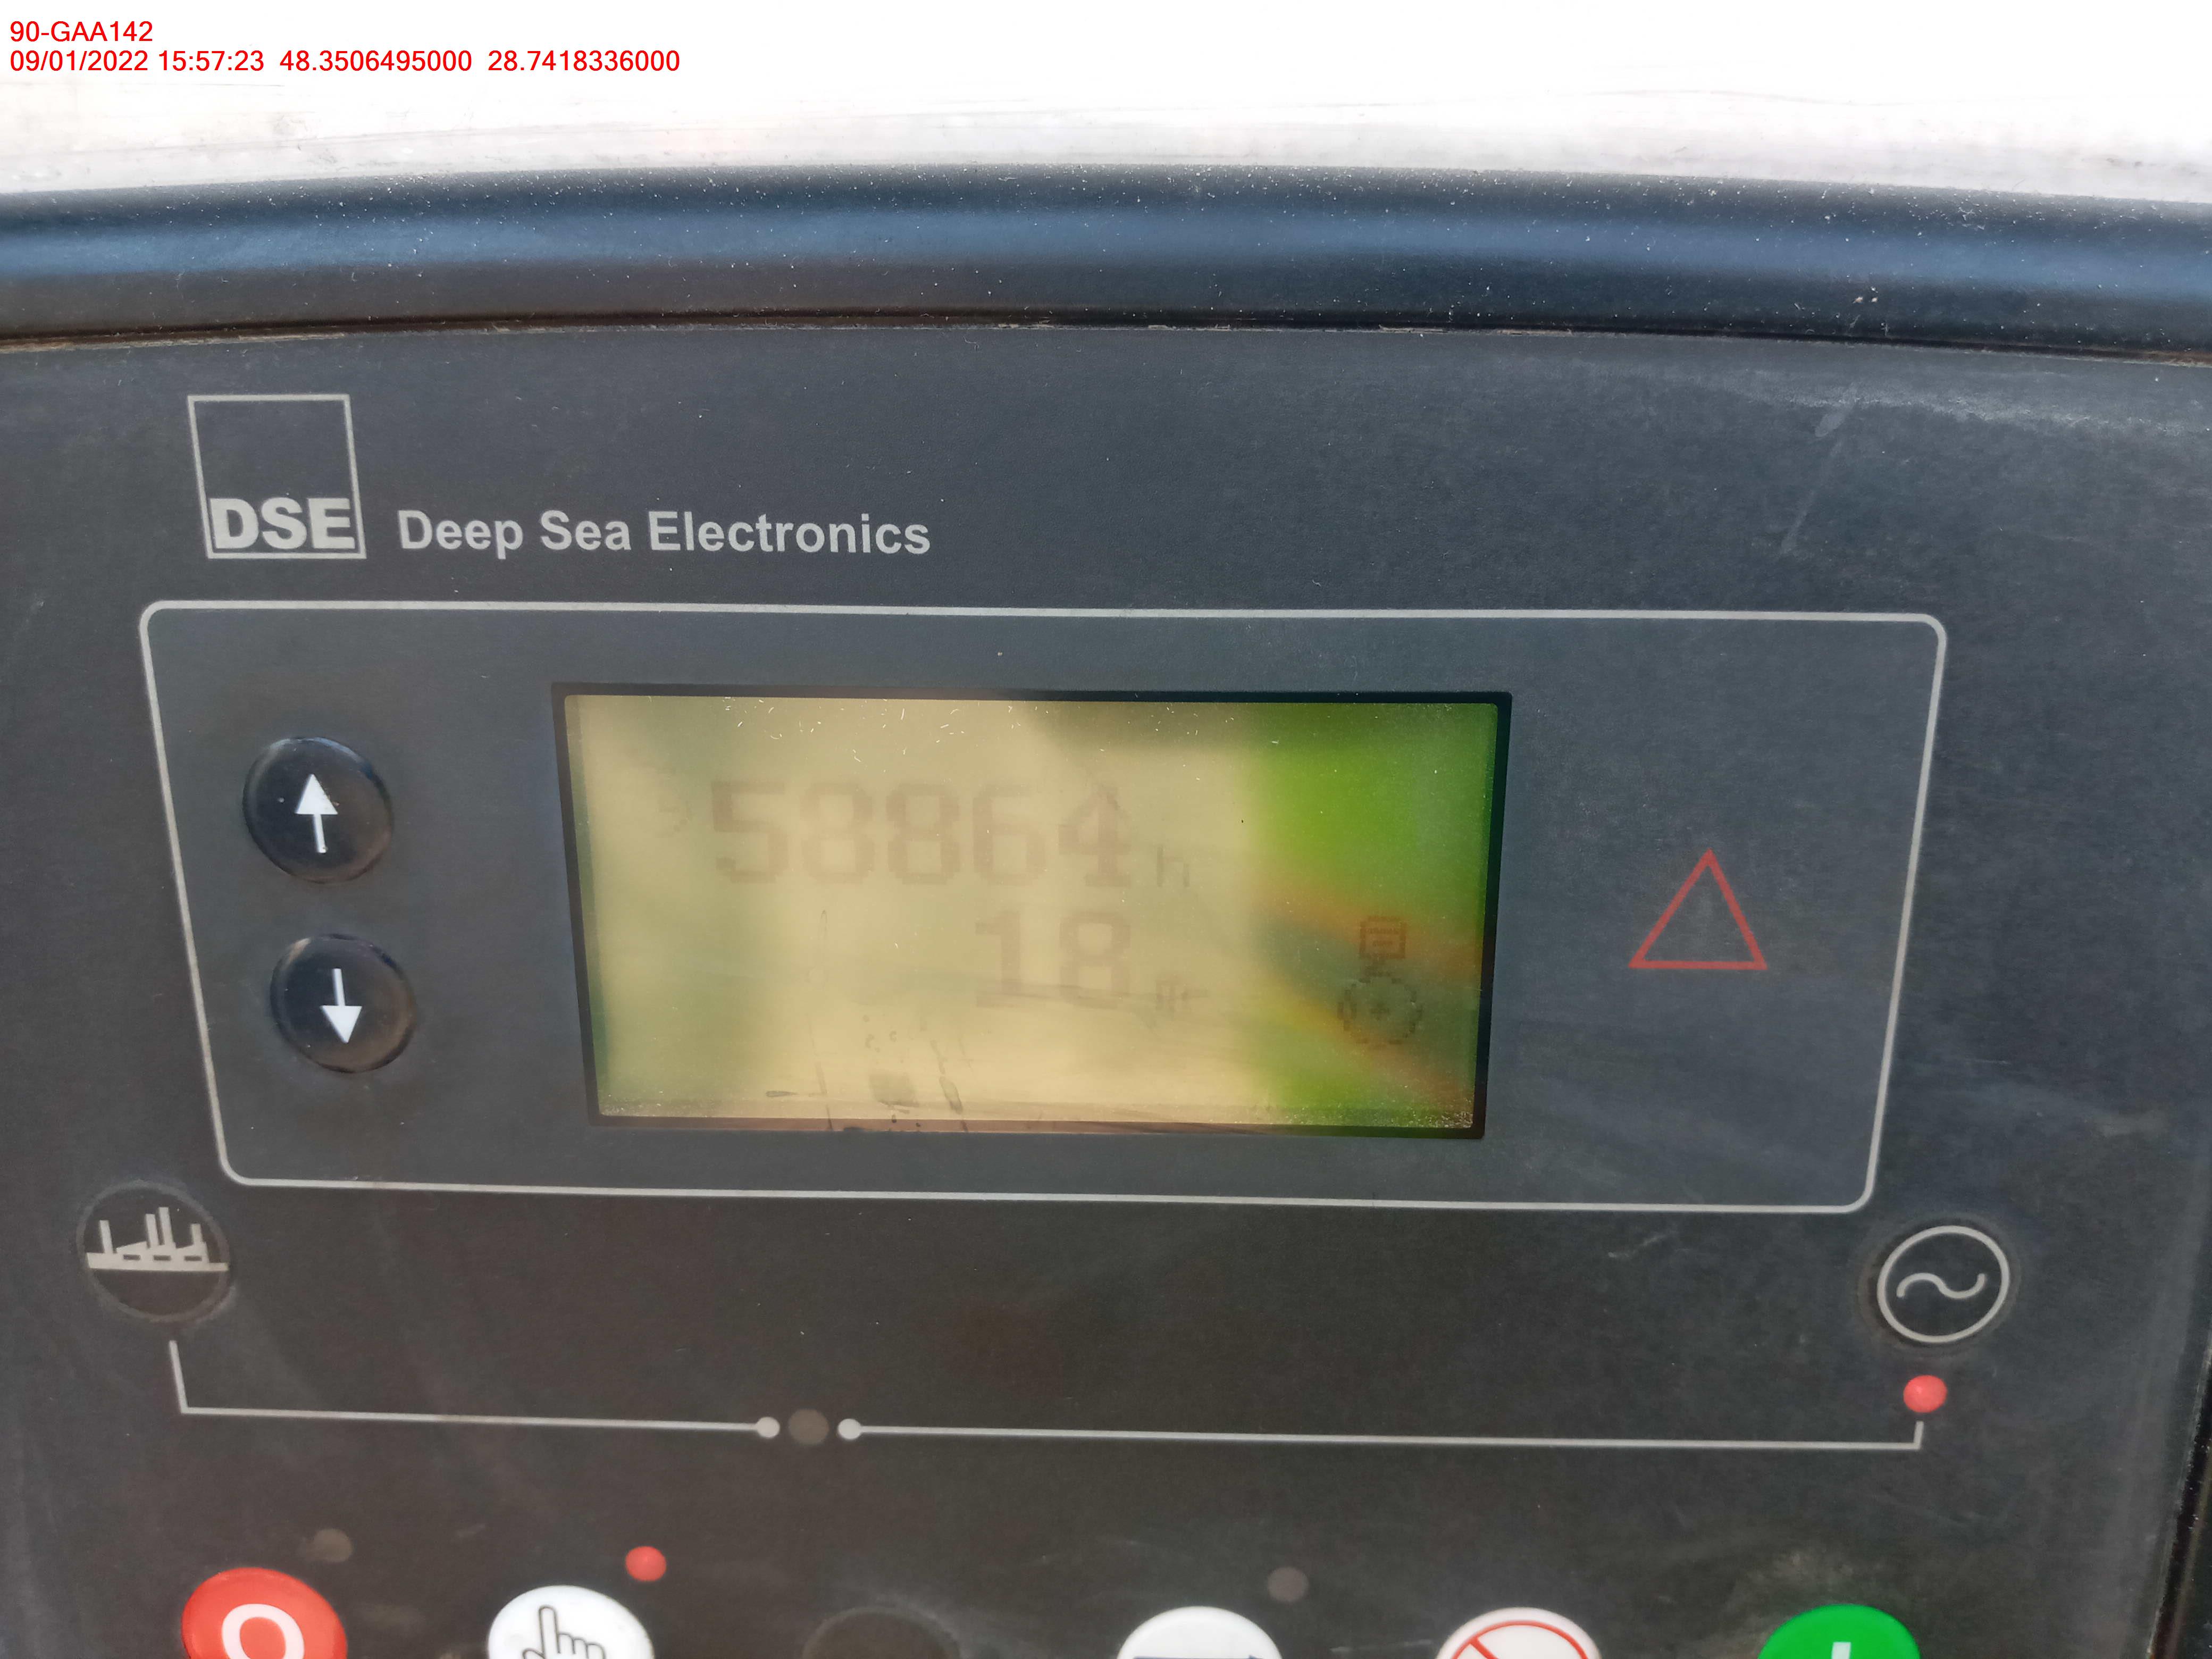 90-GAA142
09/01/2022 15:57:23 48.3506495000 28.7418336000
DSE Deep Sea Electronics
58864 h
18